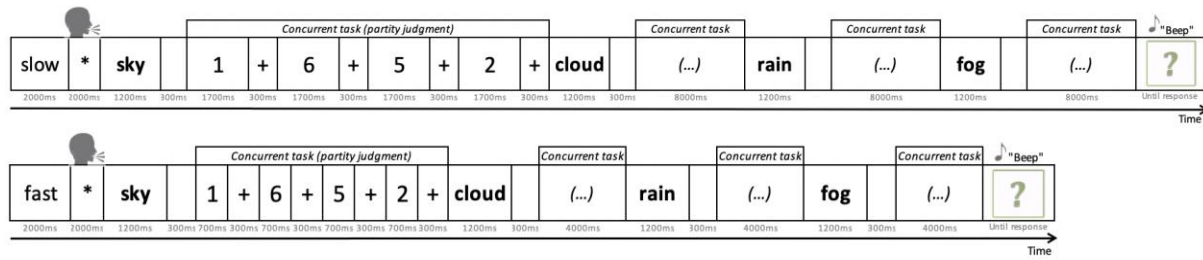 Concurrent task (partity judgment) Concurrent task Concurrent task Concurrent task "Beep"
slow * sky 1 + 6 + 5 + 2 + cloud (...) rain (...) fog (...) ?
2000ms 2000ms 1200ms 300ms 1700ms 300ms 1700ms 300ms 1700ms 300ms 1700ms 300ms 1200ms 300ms 8000ms 1200ms 8000ms 1200ms 300ms 8000ms Until response
Time
Concurrent task (partity judgment) Concurrent task Concurrent task Concurrent task "Beep"
fast * sky 1 + 6 + 5 + 2 + cloud (...) rain (...) fog (...) ?
2000ms 2000ms 1200ms 300ms 700ms 300ms 700ms 300ms 700ms 300ms 700ms 300ms 1200ms 300ms 4000ms 1200ms 300ms 4000ms 1200ms 300ms 4000ms Until response
Time